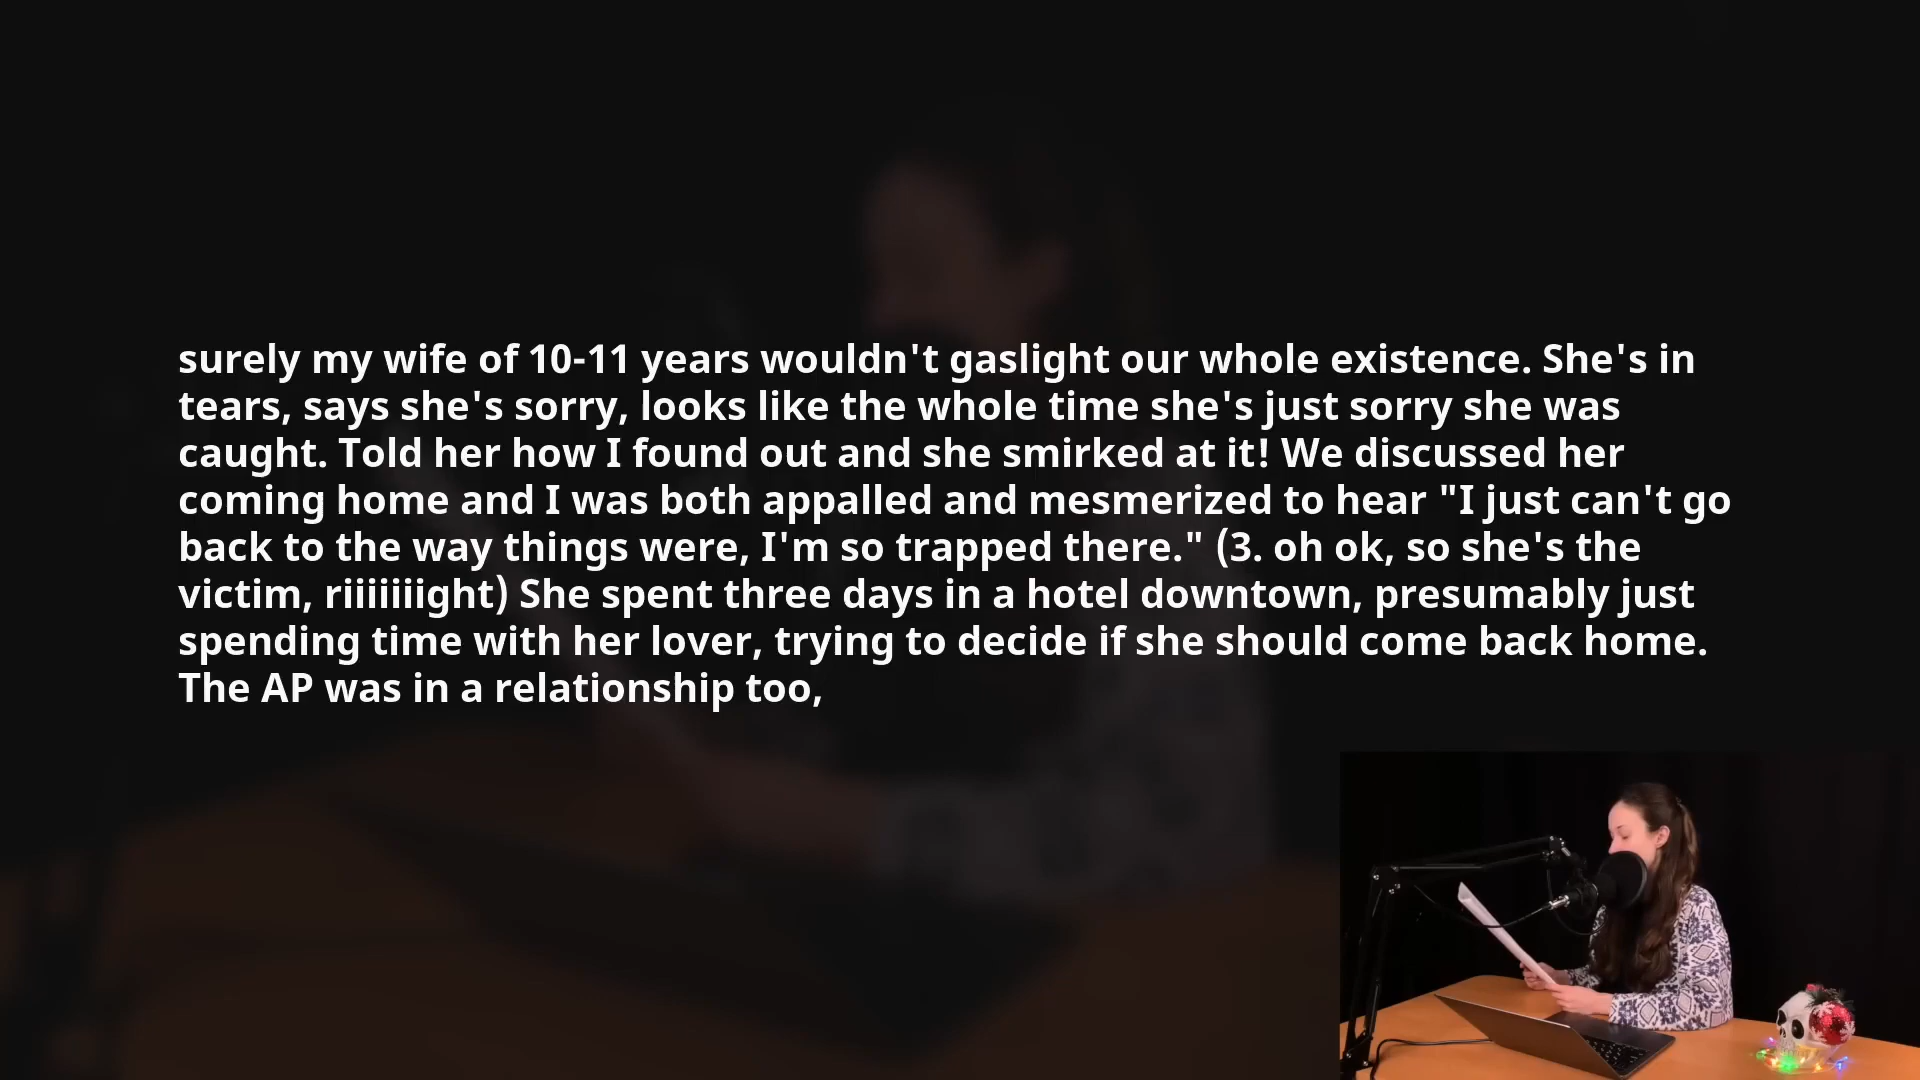 surely my wife of 10-11 years wouldn't gaslight our whole existence. She's in
tears, says she's sorry, looks like the whole time she's just sorry she was
caught. Told her how I found out and she smirked at it! We discussed her
coming home and I was both appalled and mesmerized to hear "I just can't go
back to the way things were, I'm so trapped there." (3. oh ok, so she's the
victim, riiiiiiight) She spent three days in a hotel downtown, presumably just
spending time with her lover, trying to decide if she should come back home.
The AP was in a relationship too,